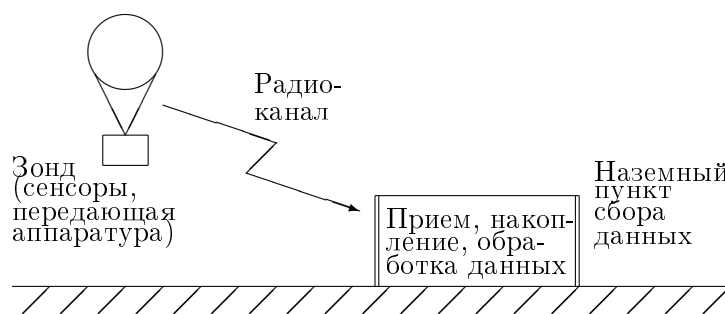 Радио-
канал
Зонд
(сенсоры,
передающая
аппаратура)
Прием, накоп-
ление, обра-
ботка данных
Наземный
пункт
сбора
данных